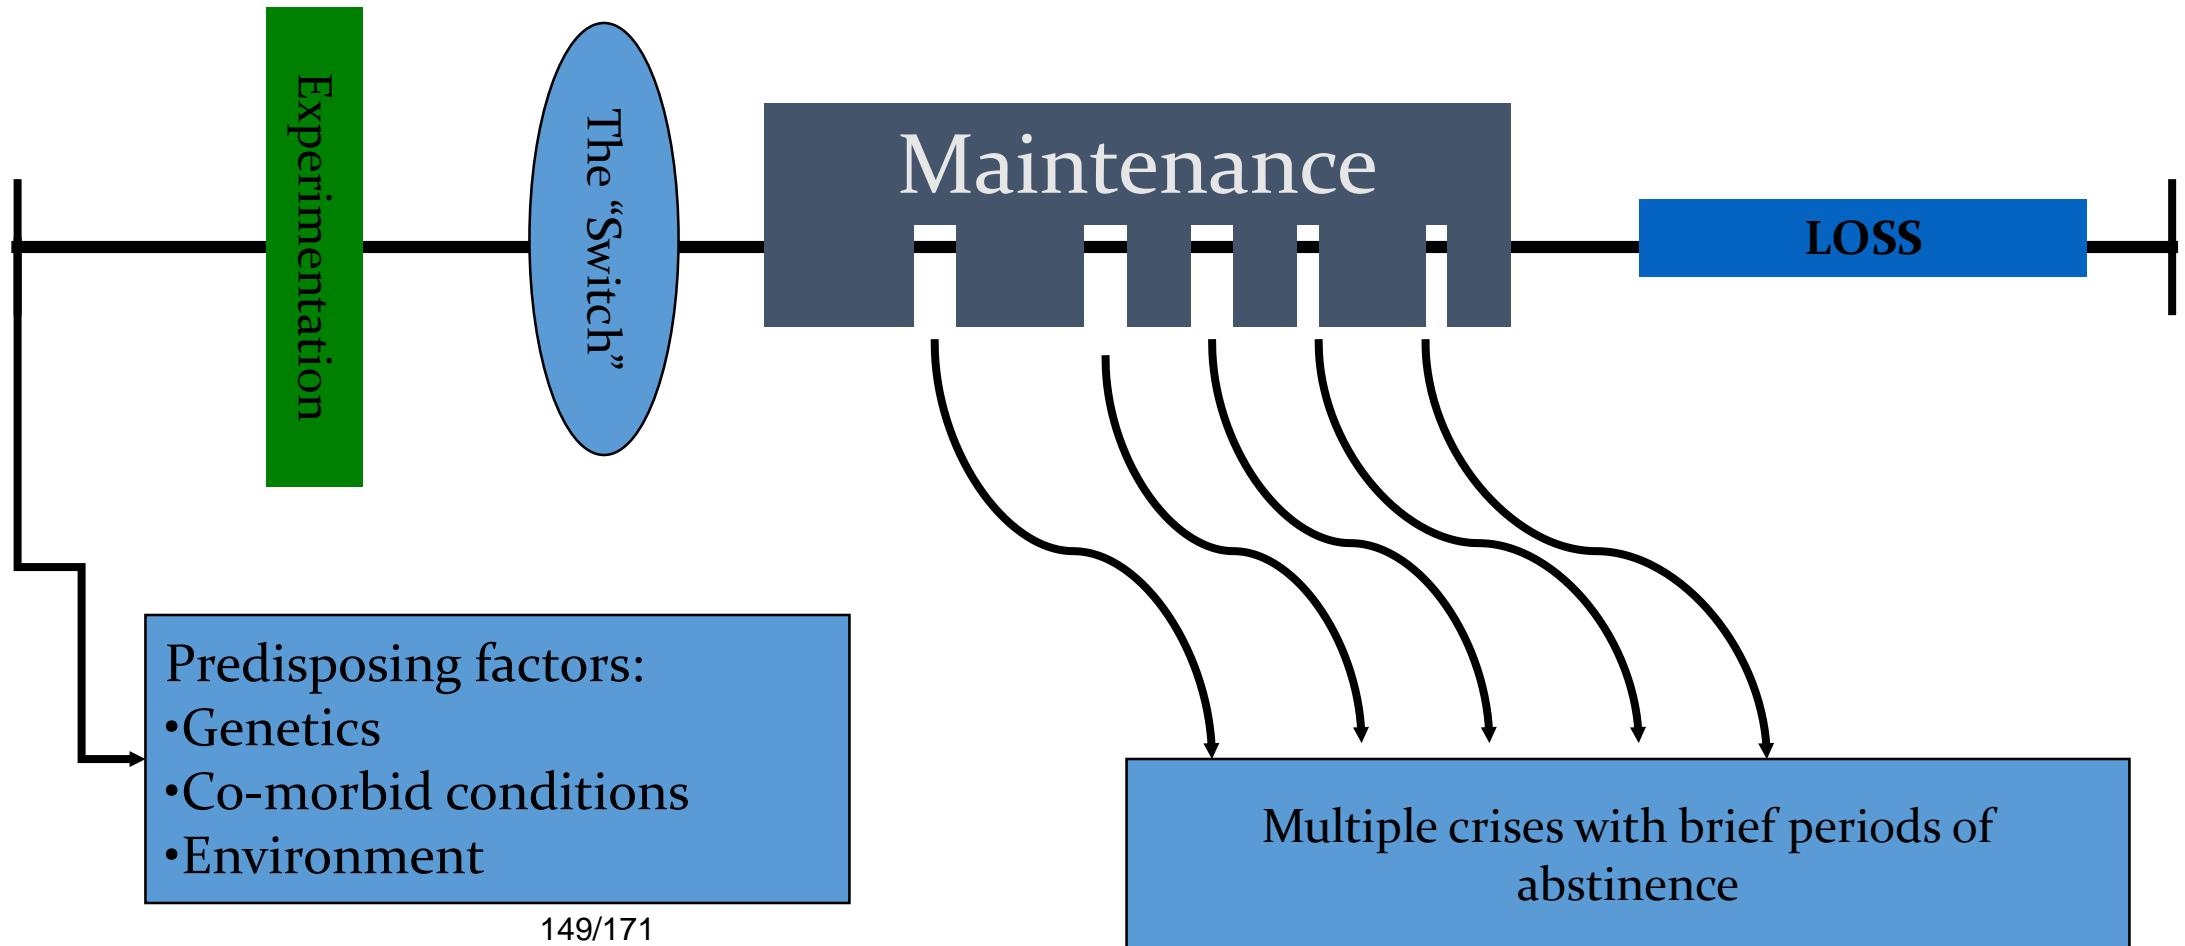 Experimentation
The “Switch”
Maintenance
LOSS
Predisposing factors:
•Genetics
•Co-morbid conditions
•Environment
Multiple crises with brief periods of
abstinence
149/171